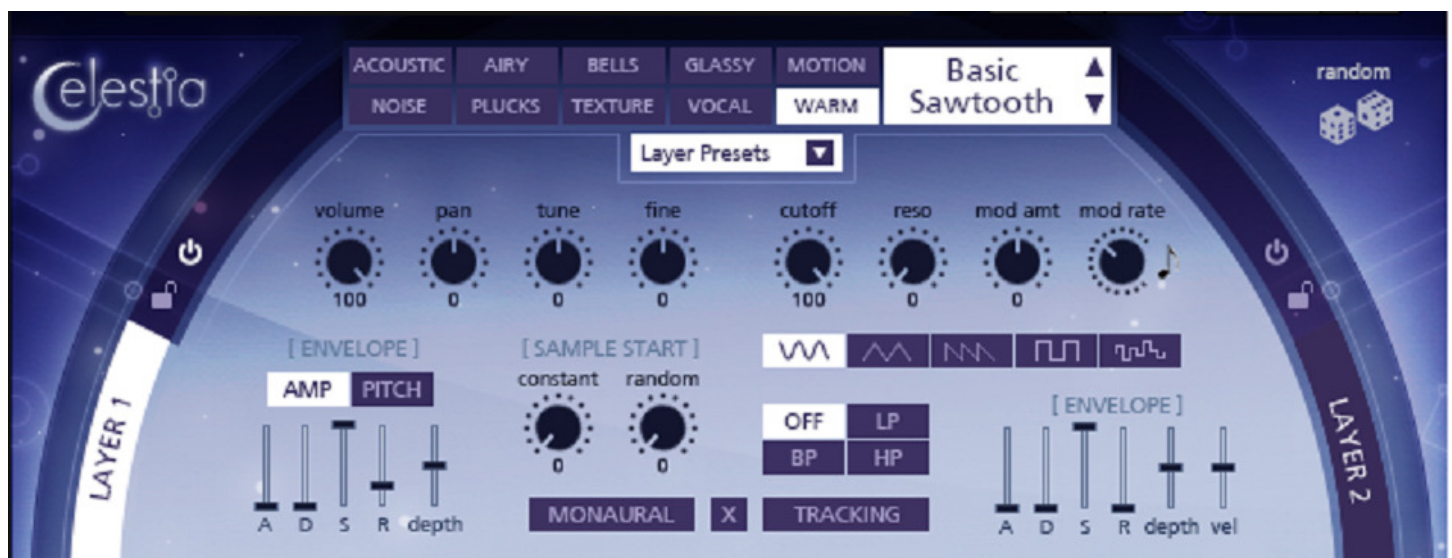 Celestia
ACOUSTIC AIRY BELLS GLASSY MOTION
NOISE PLUCKS TEXTURE VOCAL WARM
Basic
Sawtooth
random
Layer Presets
volume pan tune fine cutoff reso mod amt mod rate
100 0 0 0 100 0 0
[ ENVELOPE ] [ SAMPLE START ]
AMP PITCH
constant random
0 0
A D S R depth
MONAURAL X TRACKING
OFF LP
BP HP
[ ENVELOPE ]
A D S R depth vel
LAYER 1
LAYER 2